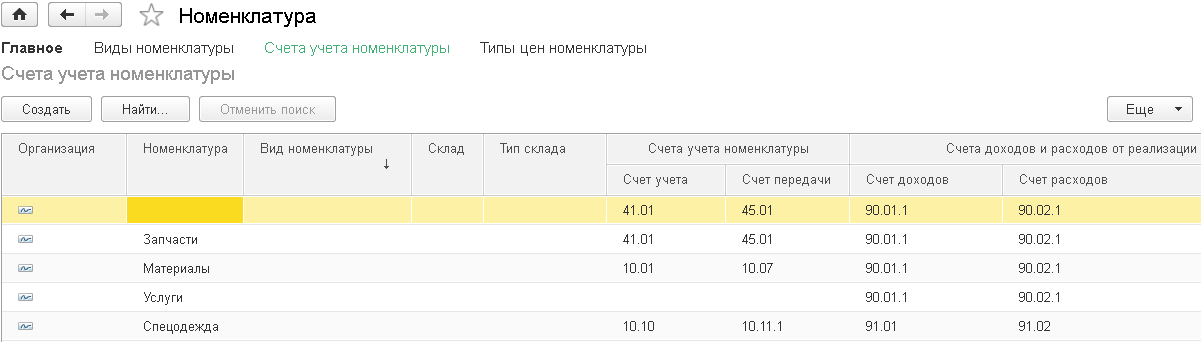 Номенклатура
Главное Виды номенклатуры Счета учета номенклатуры Типы цен номенклатуры
Счета учета номенклатуры
Создать Найти... Отменить поиск Еще
Организация Номенклатура Вид номенклатуры Склад Тип склада Счета учета номенклатуры Счета доходов и расходов от реализации
Счет учета Счет передачи Счет доходов Счет расходов
41.01 45.01 90.01.1 90.02.1
Запчасти 41.01 45.01 90.01.1 90.02.1
Материалы 10.01 10.07 90.01.1 90.02.1
Услуги 90.01.1 90.02.1
Спецодежда 10.10 10.11.1 91.01 91.02